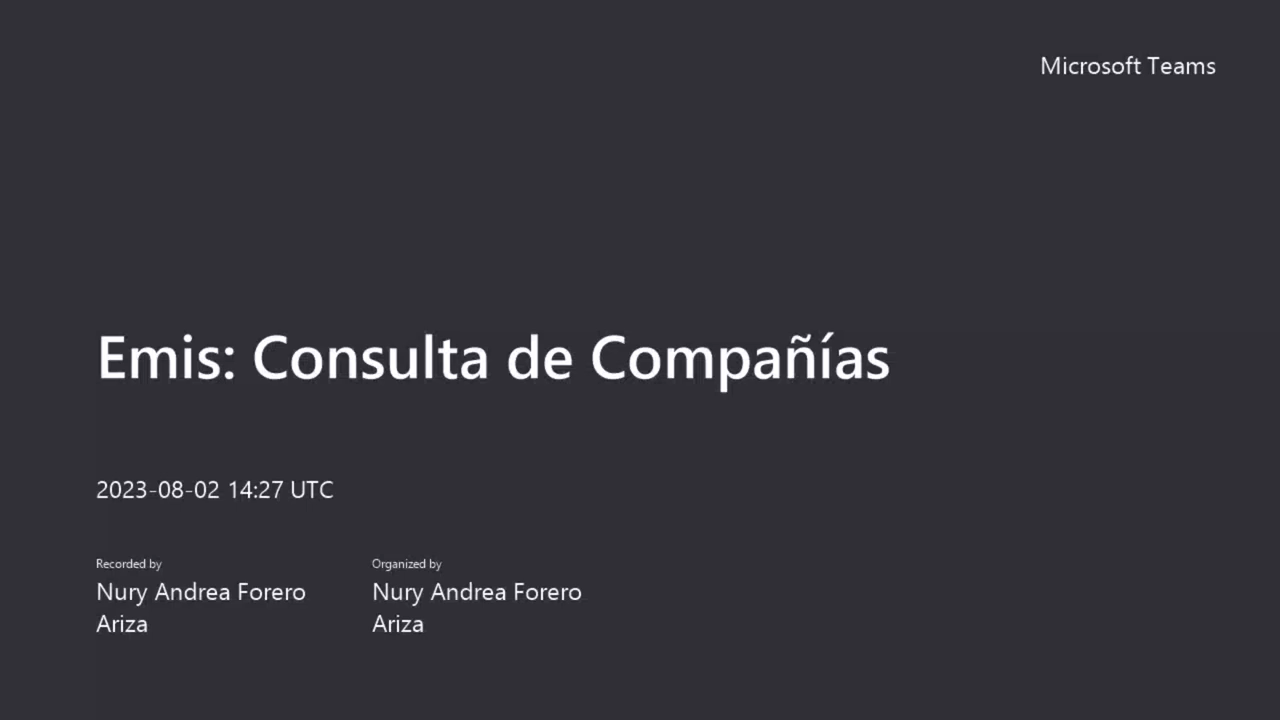 Microsoft Teams
Emis: Consulta de Compañías
2023-08-02 14:27 UTC
Recorded by
Nury Andrea Forero
Ariza
Organized by
Nury Andrea Forero
Ariza